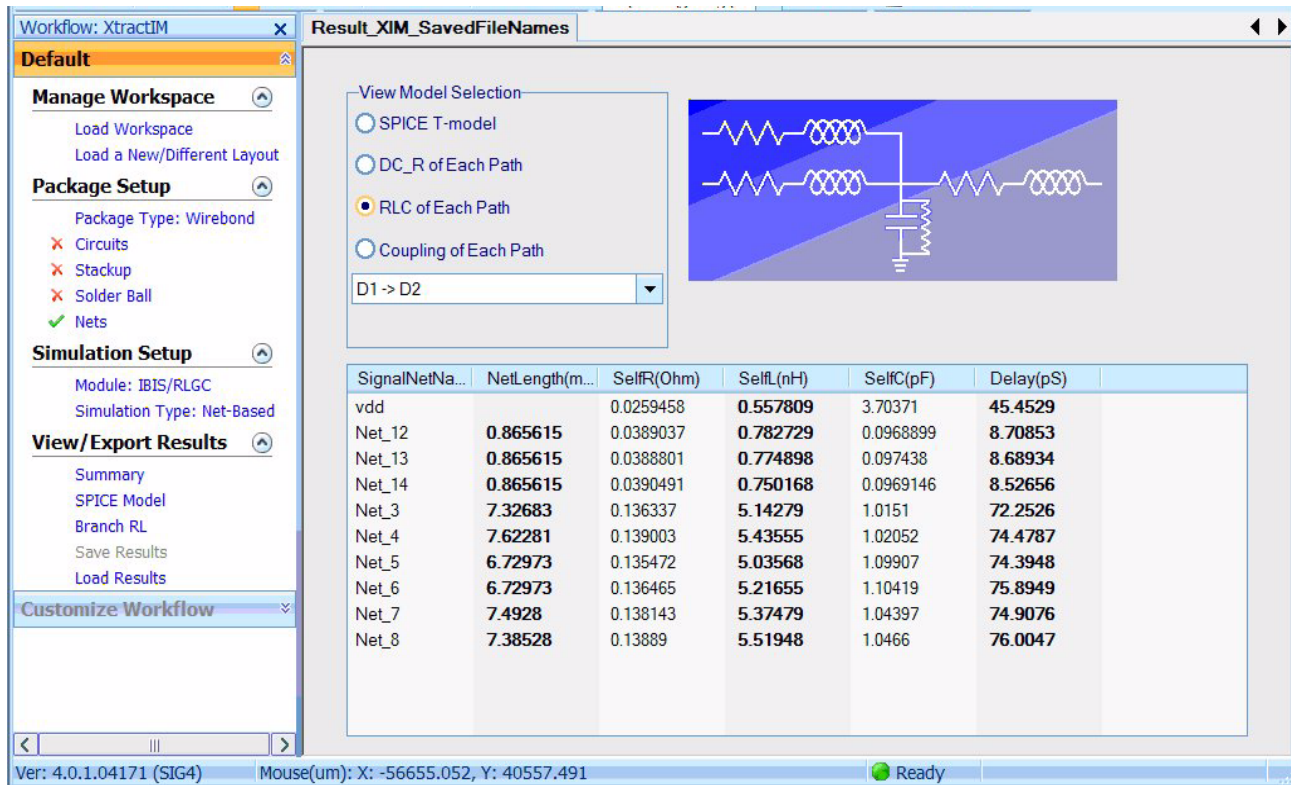 Workflow: XtractIM
Default
Manage Workspace
Load Workspace
Load a New/Different Layout
Package Setup
Package Type: Wirebond
Circuits
Stackup
Solder Ball
Nets
Simulation Setup
Module: IBIS/RLGC
Simulation Type: Net-Based
View/Export Results
Summary
SPICE Model
Branch RL
Save Results
Load Results
Customize Workflow
Result_XIM_SavedFileNames
View Model Selection
SPICE T-model
DC_R of Each Path
RLC of Each Path
Coupling of Each Path
D1 -> D2
SignalNetNa... NetLength(m... SelfR(Ohm) SelfL(nH) SelfC(pF) Delay(pS)
vdd 0.0259458 0.557809 3.70371 45.4529
Net_12 0.865615 0.0389037 0.782729 0.0968899 8.70853
Net_13 0.865615 0.0388801 0.774898 0.097438 8.68934
Net_14 0.865615 0.0390491 0.750168 0.0969146 8.52656
Net_3 7.32683 0.136337 5.14279 1.0151 72.2526
Net_4 7.62281 0.139003 5.43555 1.02052 74.4787
Net_5 6.72973 0.135472 5.03568 1.09907 74.3948
Net_6 6.72973 0.136465 5.21655 1.10419 75.8949
Net_7 7.4928 0.138143 5.37479 1.04397 74.9076
Net_8 7.38528 0.13889 5.51948 1.0466 76.0047
Ver: 4.0.1.04171 (SIG4) Mouse(um): X: -56655.052, Y: 40557.491 Ready